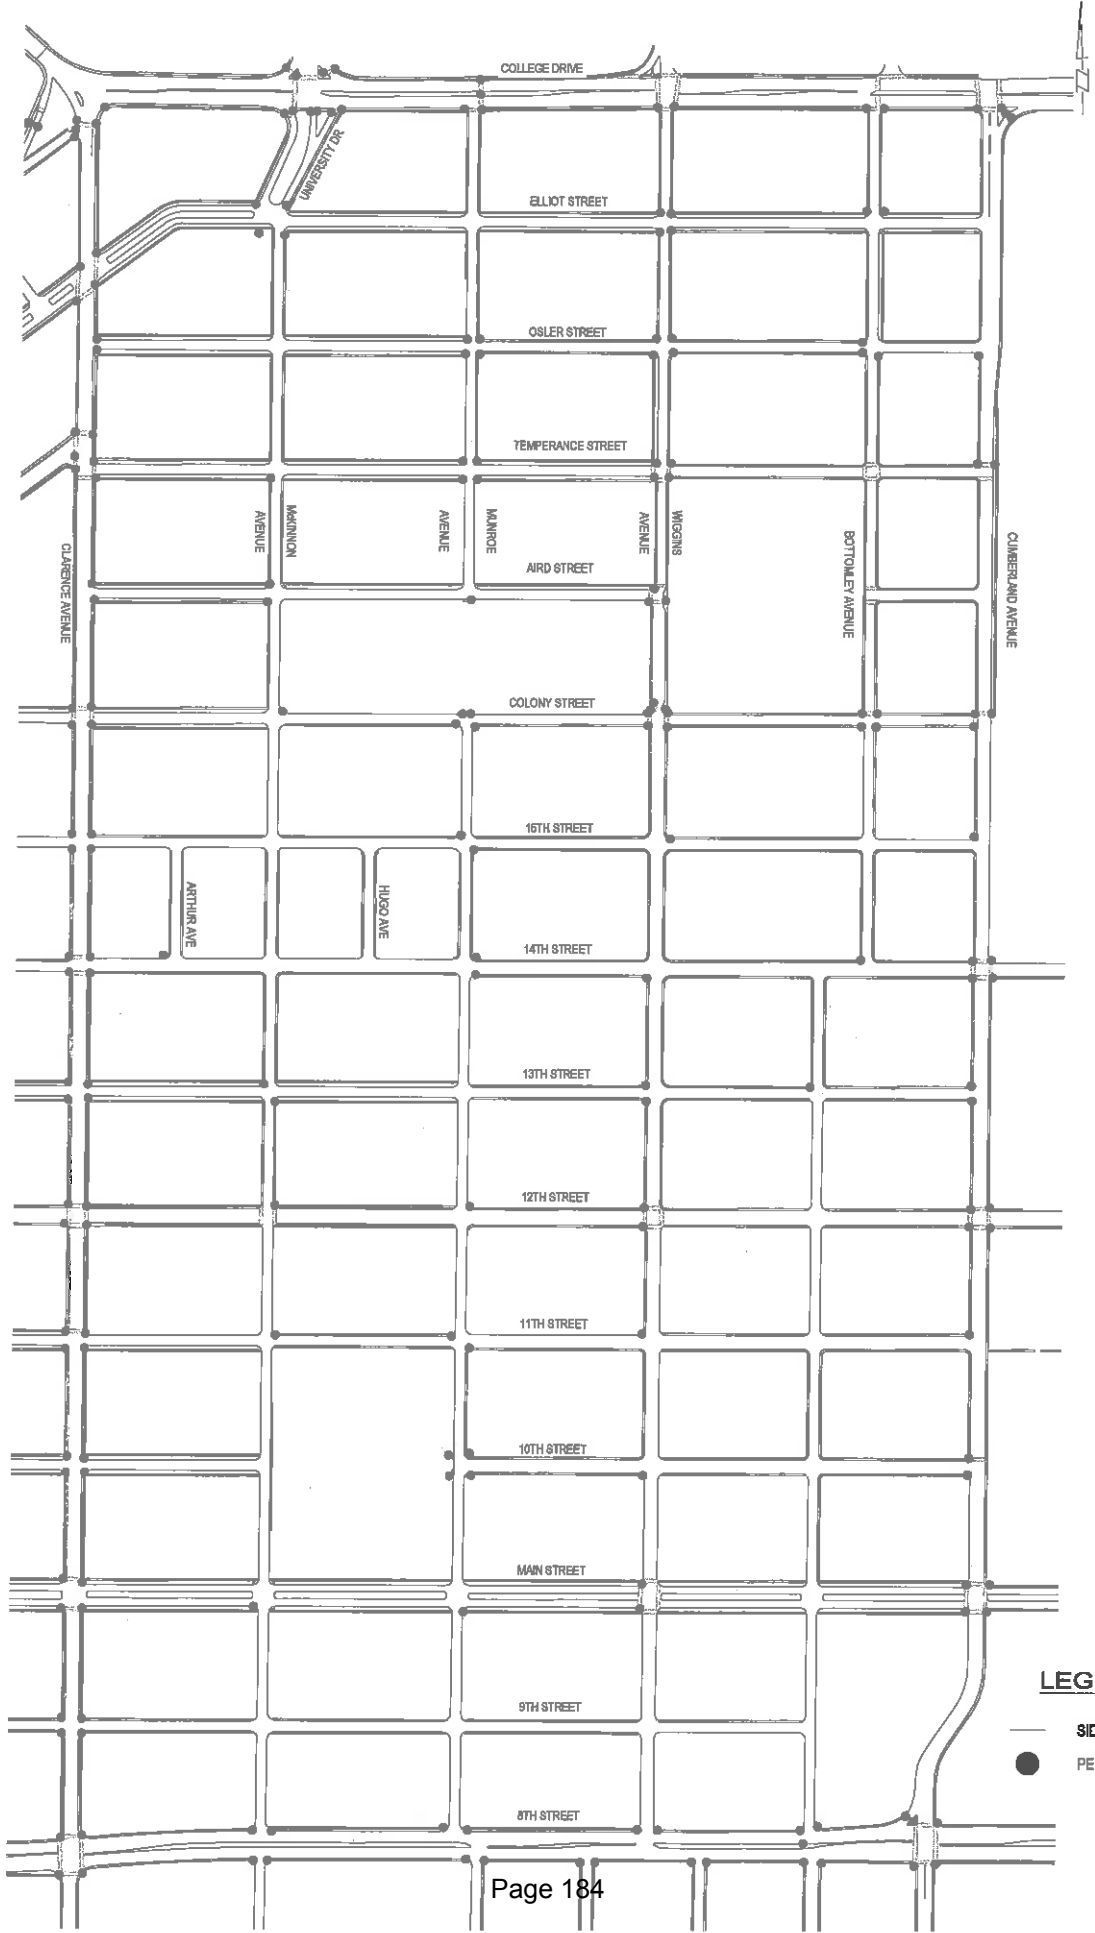 COLLEGE DRIVE
UNIVERSITY DR
ELLIOT STREET
OSLER STREET
TEMPERANCE STREET
AVENUE
McKINNON
AVENUE
MUNROE
AVENUE
WIGGINS
CLARENCE AVENUE
BOTTOMLEY AVENUE
CUMBERLAND AVENUE
AIRD STREET
COLONY STREET
15TH STREET
ARTHUR AVE
HUGO AVE
14TH STREET
13TH STREET
12TH STREET
11TH STREET
10TH STREET
MAIN STREET
LEG
9TH STREET
SIE
PE
8TH STREET
Page 184